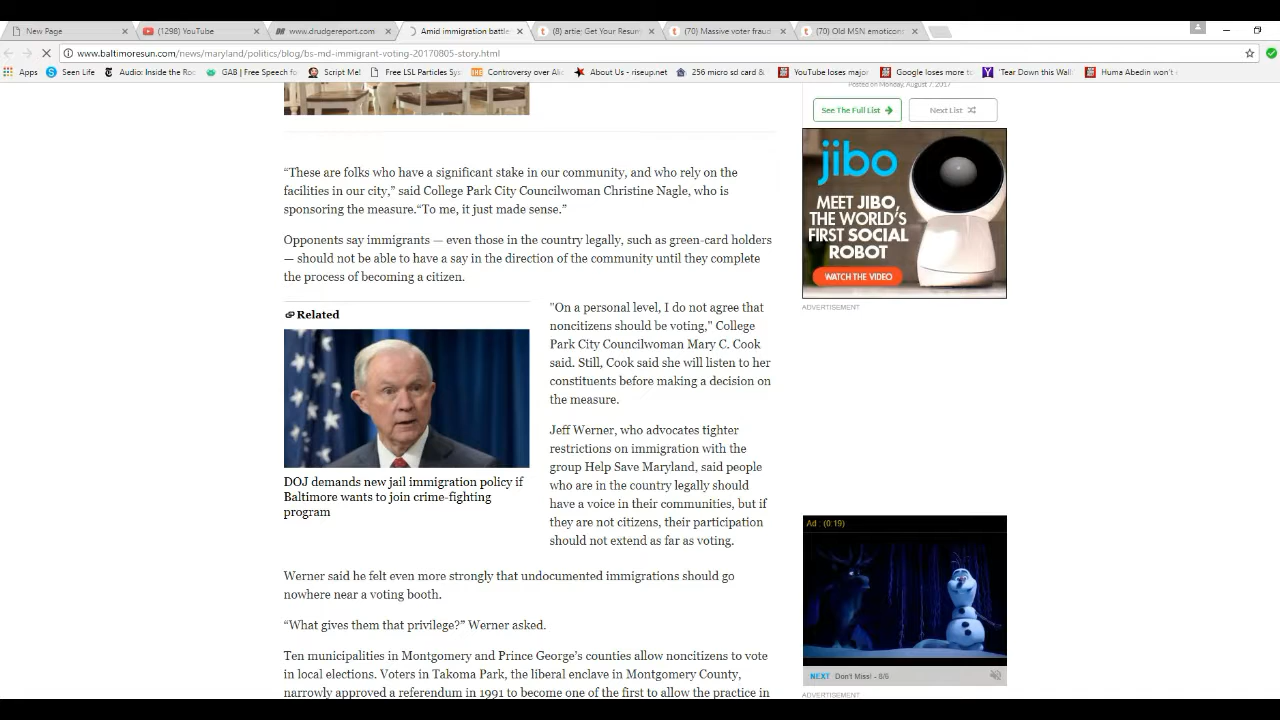 New Page
(1298) YouTube
www.drudgereport.com
Amid immigration battle
(8) artie: Get Your Resum
(70) Massive voter fraud
(70) Old MSN emoticons
www.baltimoresun.com/news/maryland/politics/blog/bs-md-immigrant-voting-20170805-story.html
Apps
Seen Life
Audio: Inside the Ro
GAB | Free Speech fo
Script Me!
Free LSL Particles Sy
Controversy over Ali
About Us - riseup.net
256 micro sd card &
YouTube loses major
Google loses more to
'Tear Down this Wall
Huma Abedin won't
Posted on Monday, August 7, 2017
See The Full List
Next List
jibo
MEET JIBO,
THE WORLD'S
FIRST SOCIAL
ROBOT
WATCH THE VIDEO
ADVERTISEMENT
“These are folks who have a significant stake in our community, and who rely on the
facilities in our city,” said College Park City Councilwoman Christine Nagle, who is
sponsoring the measure.“To me, it just made sense.”
Opponents say immigrants — even those in the country legally, such as green-card holders
— should not be able to have a say in the direction of the community until they complete
the process of becoming a citizen.
Related
DOJ demands new jail immigration policy if
Baltimore wants to join crime-fighting
program
"On a personal level, I do not agree that
noncitizens should be voting," College
Park City Councilwoman Mary C. Cook
said. Still, Cook said she will listen to her
constituents before making a decision on
the measure.
Jeff Werner, who advocates tighter
restrictions on immigration with the
group Help Save Maryland, said people
who are in the country legally should
have a voice in their communities, but if
they are not citizens, their participation
should not extend as far as voting.
Werner said he felt even more strongly that undocumented immigrations should go
nowhere near a voting booth.
“What gives them that privilege?” Werner asked.
Ten municipalities in Montgomery and Prince George’s counties allow noncitizens to vote
in local elections. Voters in Takoma Park, the liberal enclave in Montgomery County,
narrowly approved a referendum in 1991 to become one of the first to allow the practice in
Ad : (0:19)
NEXT Don't Miss! - 8/6
ADVERTISEMENT